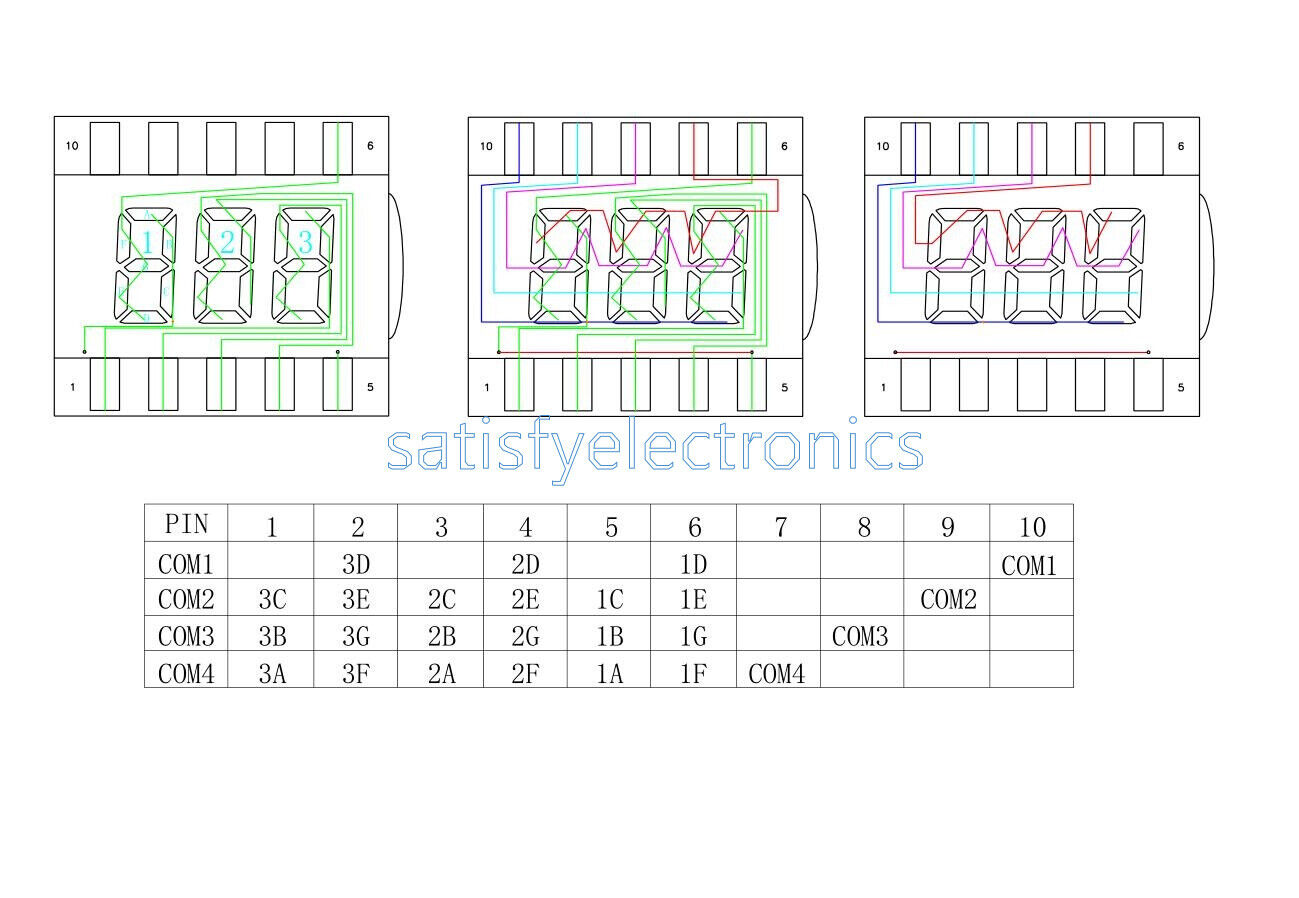 10 6 10 6 10 6
A
F 1 B 2 3
G
E C
D
1 5 1 5 1 5
satisfyelectronics
PIN 1 2 3 4 5 6 7 8 9 10
COM1 3D 2D 1D COM1
COM2 3C 3E 2C 2E 1C 1E COM2
COM3 3B 3G 2B 2G 1B 1G COM3
COM4 3A 3F 2A 2F 1A 1F COM4